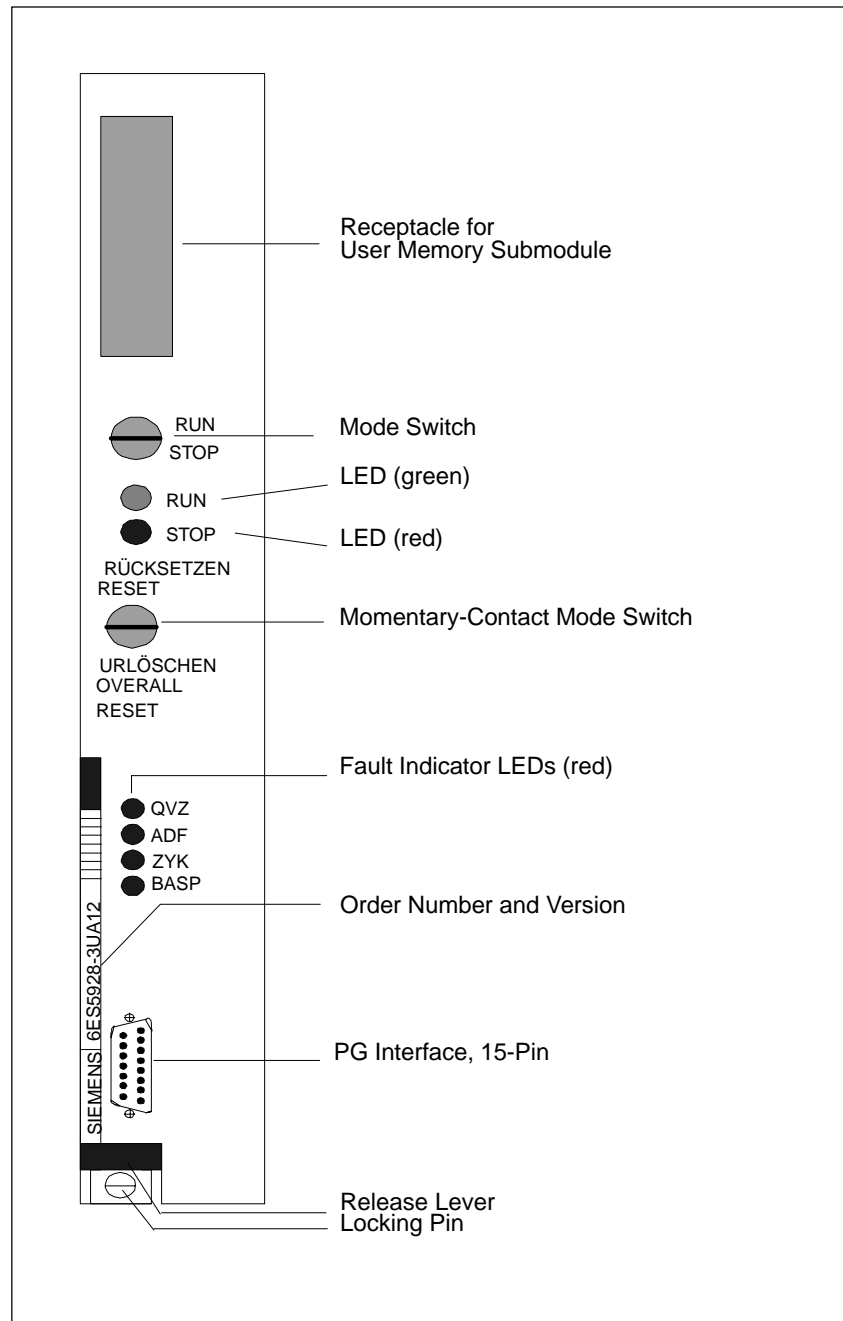 Receptacle for
User Memory Submodule
RUN
STOP
Mode Switch
LED (green)
RUN
STOP
LED (red)
RÜCKSETZEN
RESET
Momentary-Contact Mode Switch
URLÖSCHEN
OVERALL
RESET
Fault Indicator LEDs (red)
QVZ
ADF
ZYK
BASP
Order Number and Version
SIEMENS 6ES5928-3UA12
PG Interface, 15-Pin
Release Lever
Locking Pin